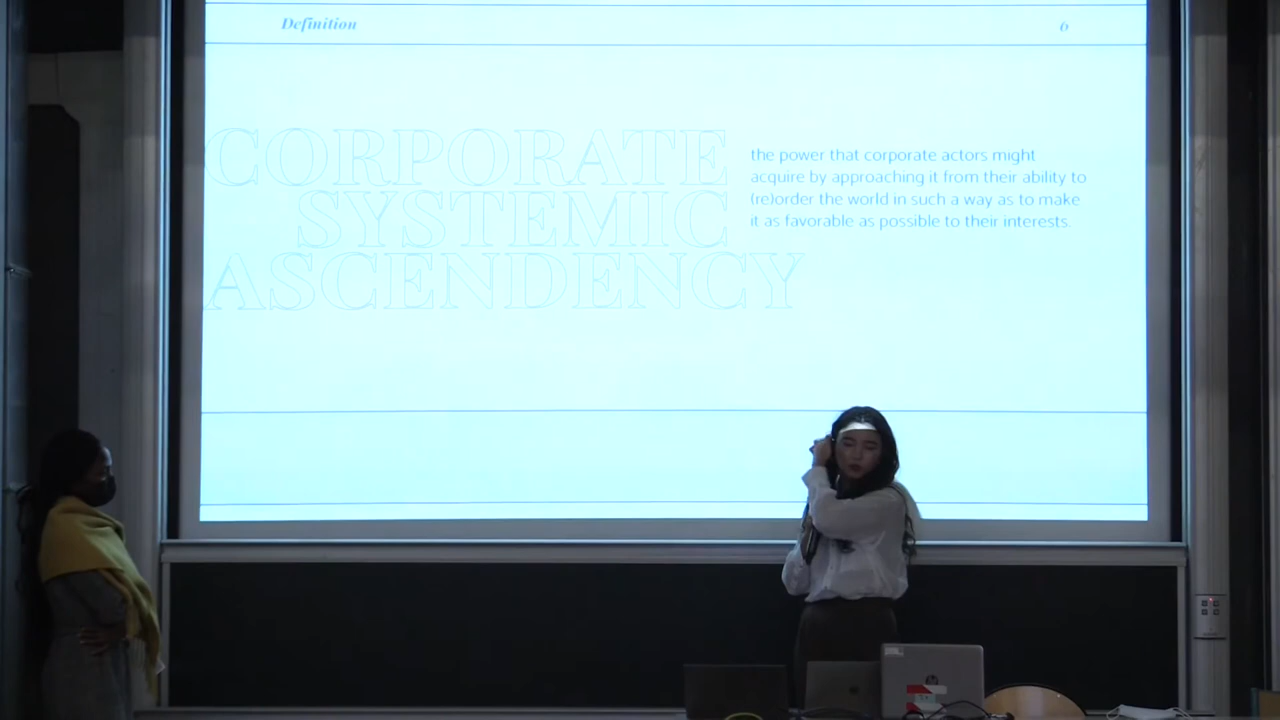 Definition
6
CORPORATE
SYSTEMIC
ASCENDENCY
the power that corporate actors might
acquire by approaching it from their ability to
(re)order the world in such a way as to make
it as favorable as possible to their interests.
hp